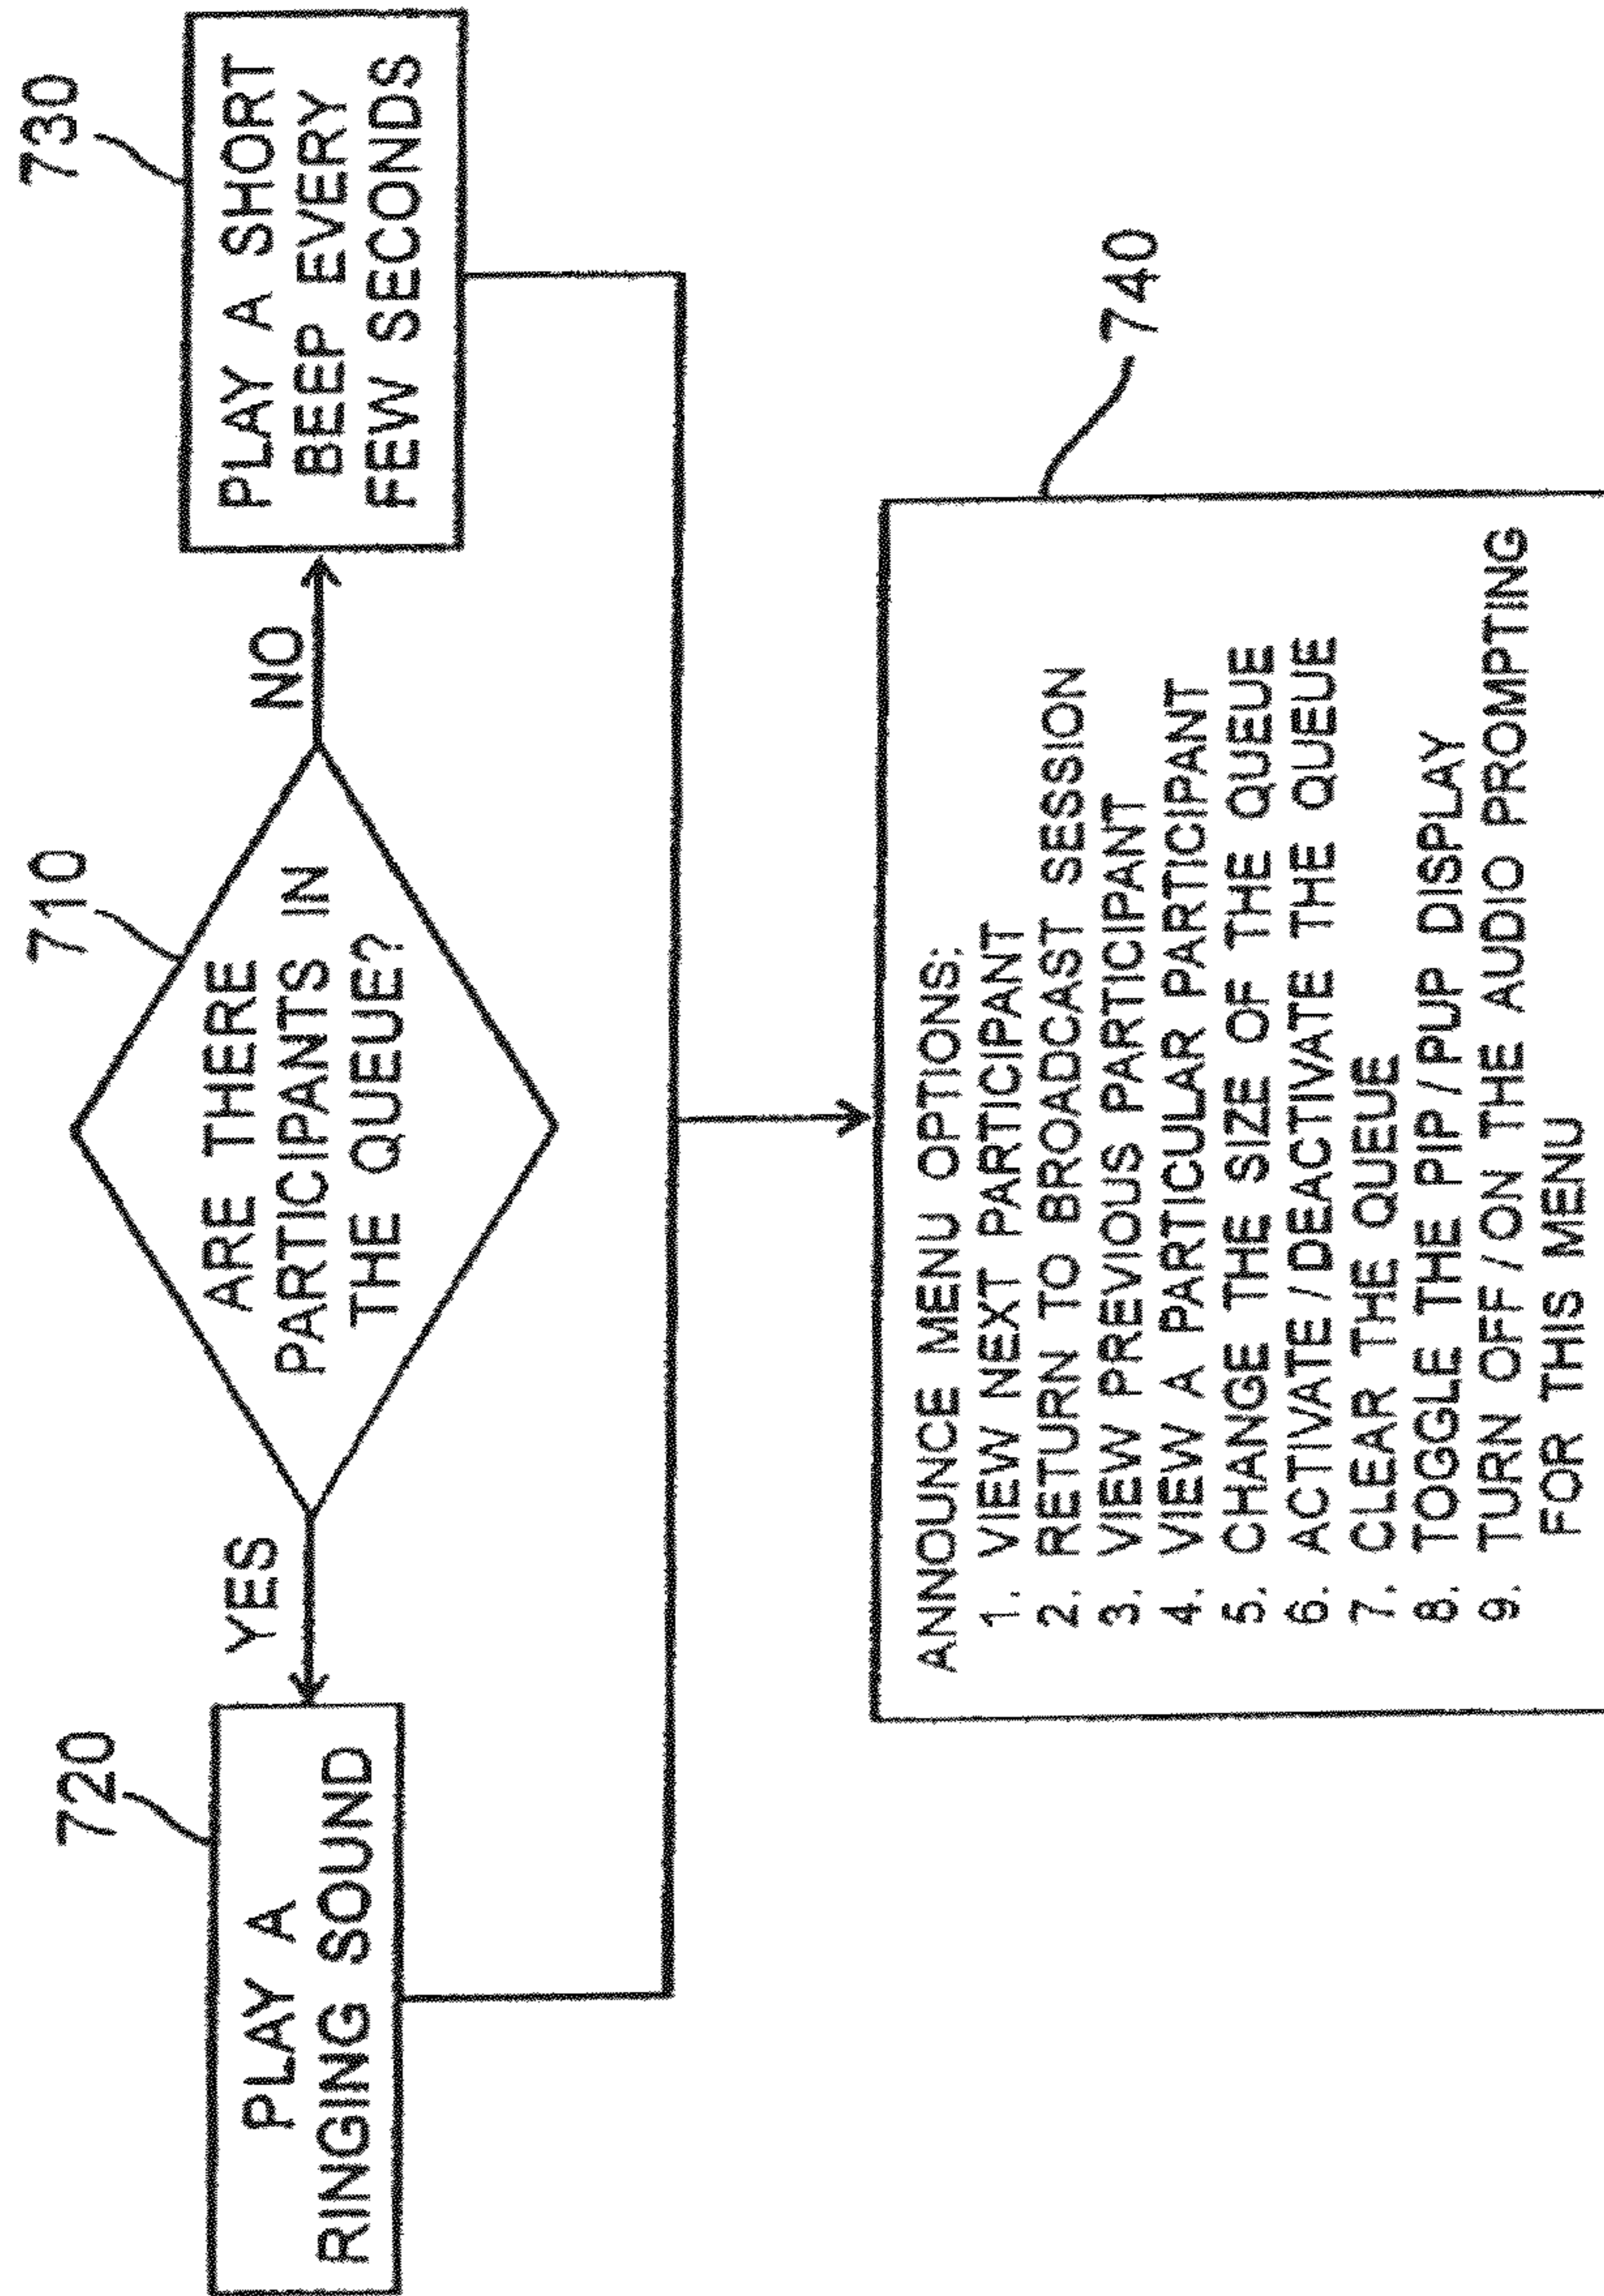 710
ARE THERE
PARTICIPANTS IN
THE QUEUE?
YES
NO
720
PLAY A
RINGING SOUND
730
PLAY A SHORT
BEEP EVERY
FEW SECONDS
740
ANNOUNCE MENU OPTIONS:
1. VIEW NEXT PARTICIPANT
2. RETURN TO BROADCAST SESSION
3. VIEW PREVIOUS PARTICIPANT
4. VIEW A PARTICULAR PARTICIPANT
5. CHANGE THE SIZE OF THE QUEUE
6. ACTIVATE / DEACTIVATE THE QUEUE
7. CLEAR THE QUEUE
8. TOGGLE THE PIP / PUP DISPLAY
9. TURN OFF / ON THE AUDIO PROMPTING
FOR THIS MENU